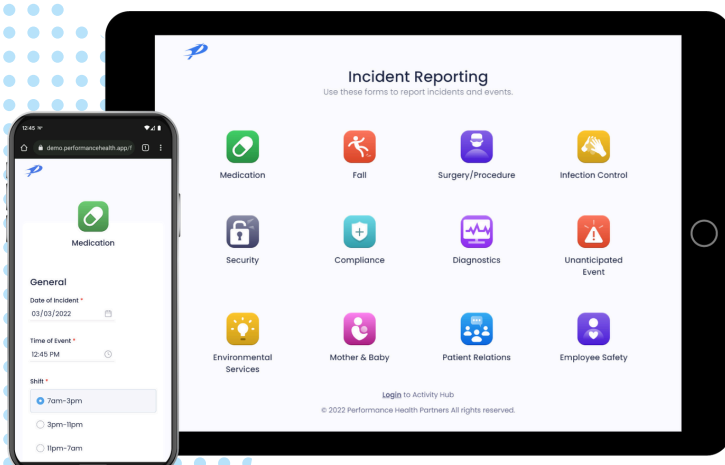 Incident Reporting
Use these forms to report incidents and events.
Medication
Fall
Surgery/Procedure
Infection Control
Security
Compliance
Diagnostics
Unanticipated
Event
Environmental
Services
Mother & Baby
Patient Relations
Employee Safety
Login to Activity Hub
© 2022 Performance Health Partners All rights reserved.
12:45
demo.performancehealth.app/f
Medication
General
Date of Incident *
03/03/2022
Time of Event *
12:45 PM
Shift *
7am-3pm
3pm-11pm
11pm-7am